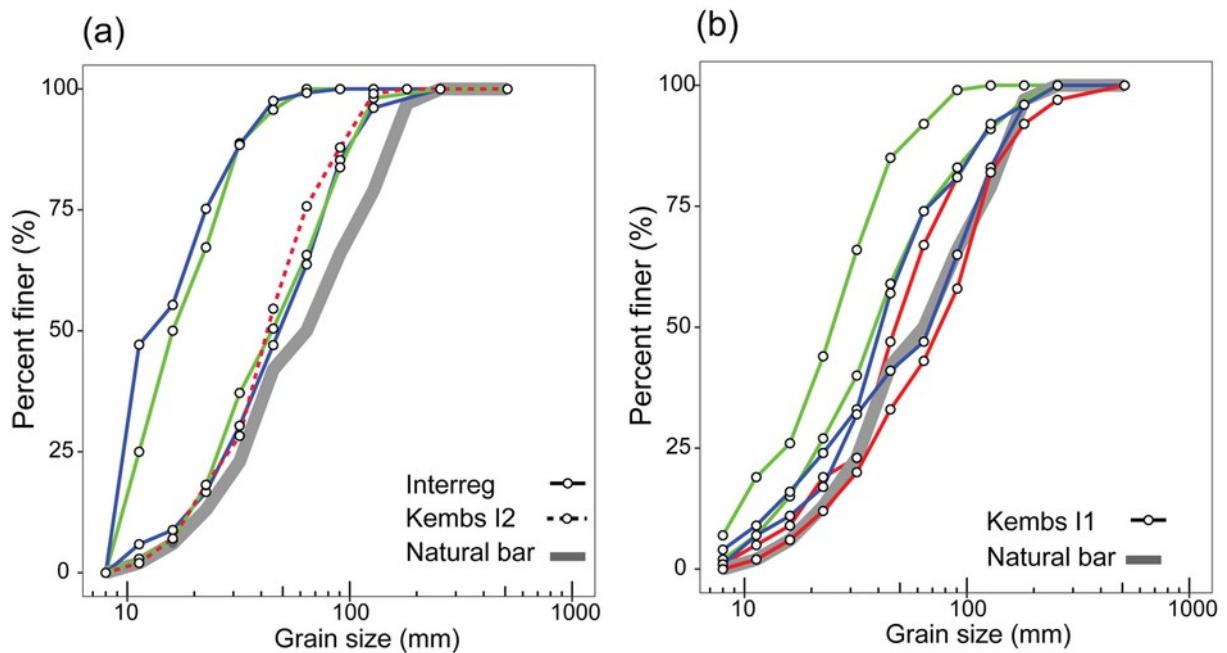 (a)
100
75
50
25
0
Percent finer (%)
Interreg
Kembs I2
Natural bar
10
100
1000
Grain size (mm)
(b)
100
75
50
25
0
Percent finer (%)
Kembs I1
Natural bar
10
100
1000
Grain size (mm)